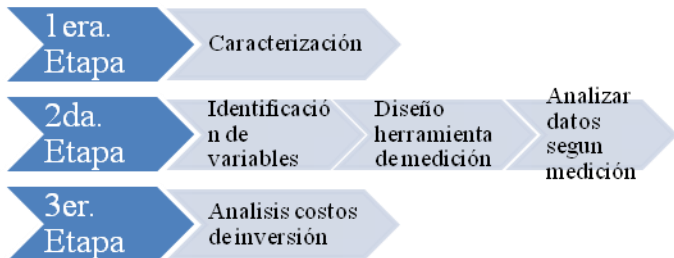 1era.
Etapa
Caracterización
2da.
Etapa
Identificació
n de
variables
Diseño
herramienta
de medición
Analizar
datos
segun
medición
3er.
Etapa
Analisis costos
de inversión